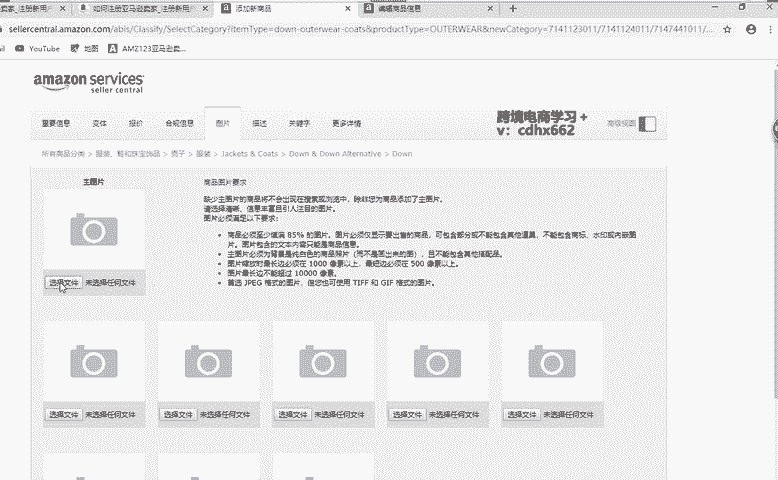 卖家_注册新用户
如何注册亚马逊卖家_注册新用户
添加新商品
编辑商品信息
sellercentral.amazon.com/abis/Classify/SelectCategory?itemType=down-outerwear-coats&productType=OUTERWEAR&newCategory=7141123011/7141124011/7147441011/...
ail YouTube 地图 AMZ123亚马逊卖...
amazon services
seller central
重要信息 变体 报价 合规信息 图片 描述 关键字 更多详情
跨境电商学习 +
v：cdhx662
高级视图
所有商品分类 > 服装、鞋和珠宝饰品 > 男子 > 服装 > Jackets & Coats > Down & Down Alternative > Down
主图片
商品图片要求
缺少主图片的商品将不会出现在搜索或浏览中，除非您为商品添加了主图片。
请选择清晰、信息丰富且引人注目的图片。
图片必须满足以下要求：
• 商品必须至少填满 85% 的图片。图片必须仅显示要出售的商品，可包含部分或不能包含其他道具，不能包含商标、水印或内嵌图
片。图片包含的文本内容只能是商品信息。
• 主图片必须为背景是纯白色的商品照片（而不是画出来的图），且不能包含其他搭配品。
• 图片缩放时最长边必须在 1000 像素以上，最短边必须在 500 像素以上。
• 图片最长边不能超过 10000 像素。
• 首选 JPEG 格式的图片，但您也可使用 TIFF 和 GIF 格式的图片。
选择文件 未选择任何文件
选择文件 未选择任何文件 选择文件 未选择任何文件 选择文件 未选择任何文件 选择文件 未选择任何文件 选择文件 未选择任何文件